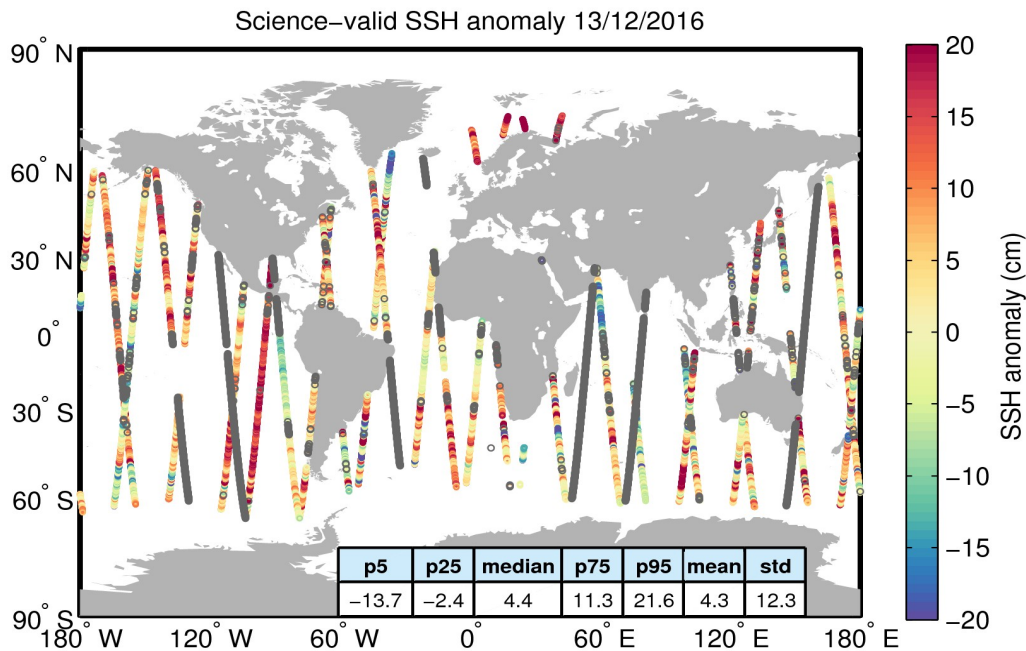 Science−valid SSH anomaly 13/12/2016
90° N
60° N
30° N
0°
30° S
60° S
90° S
180° W
120° W
60° W
0°
60° E
120° E
180° E
p5 p25 median p75 p95 mean std
−13.7 −2.4 4.4 11.3 21.6 4.3 12.3
20
15
10
5
0
−5
−10
−15
−20
SSH anomaly (cm)